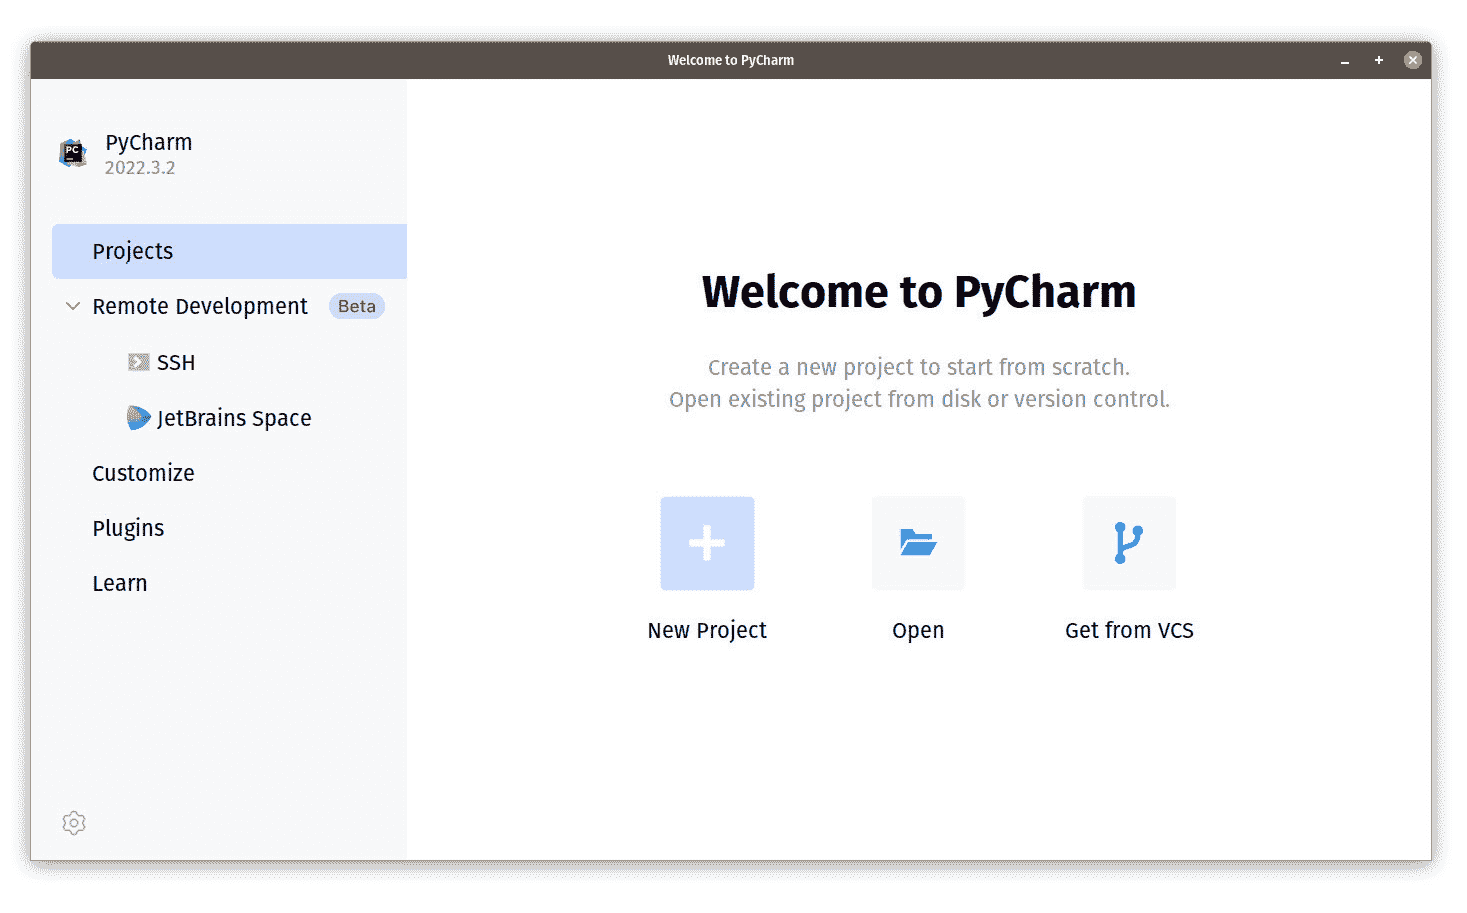 Welcome to PyCharm
PC
PyCharm
2022.3.2
Projects
Remote Development Beta
SSH
JetBrains Space
Customize
Plugins
Learn
Welcome to PyCharm
Create a new project to start from scratch.
Open existing project from disk or version control.
New Project
Open
Get from VCS